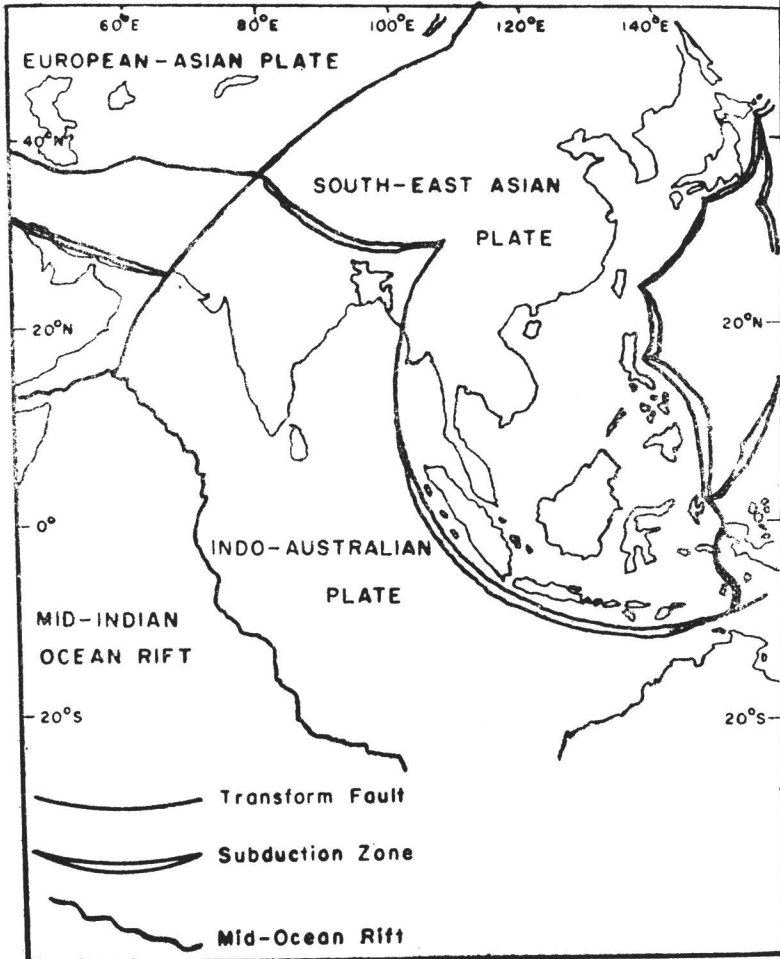 60°E
100°E
120°E
140°E
EUROPEAN-ASIAN PLATE
40°N
SOUTH-EAST ASIAN
PLATE
20°N
20°N
0°
INDO-AUSTRALIAN
PLATE
MID-INDIAN
OCEAN RIFT
20°S
20°S
Transform Fault
Subduction Zone
Mid-Ocean Rift